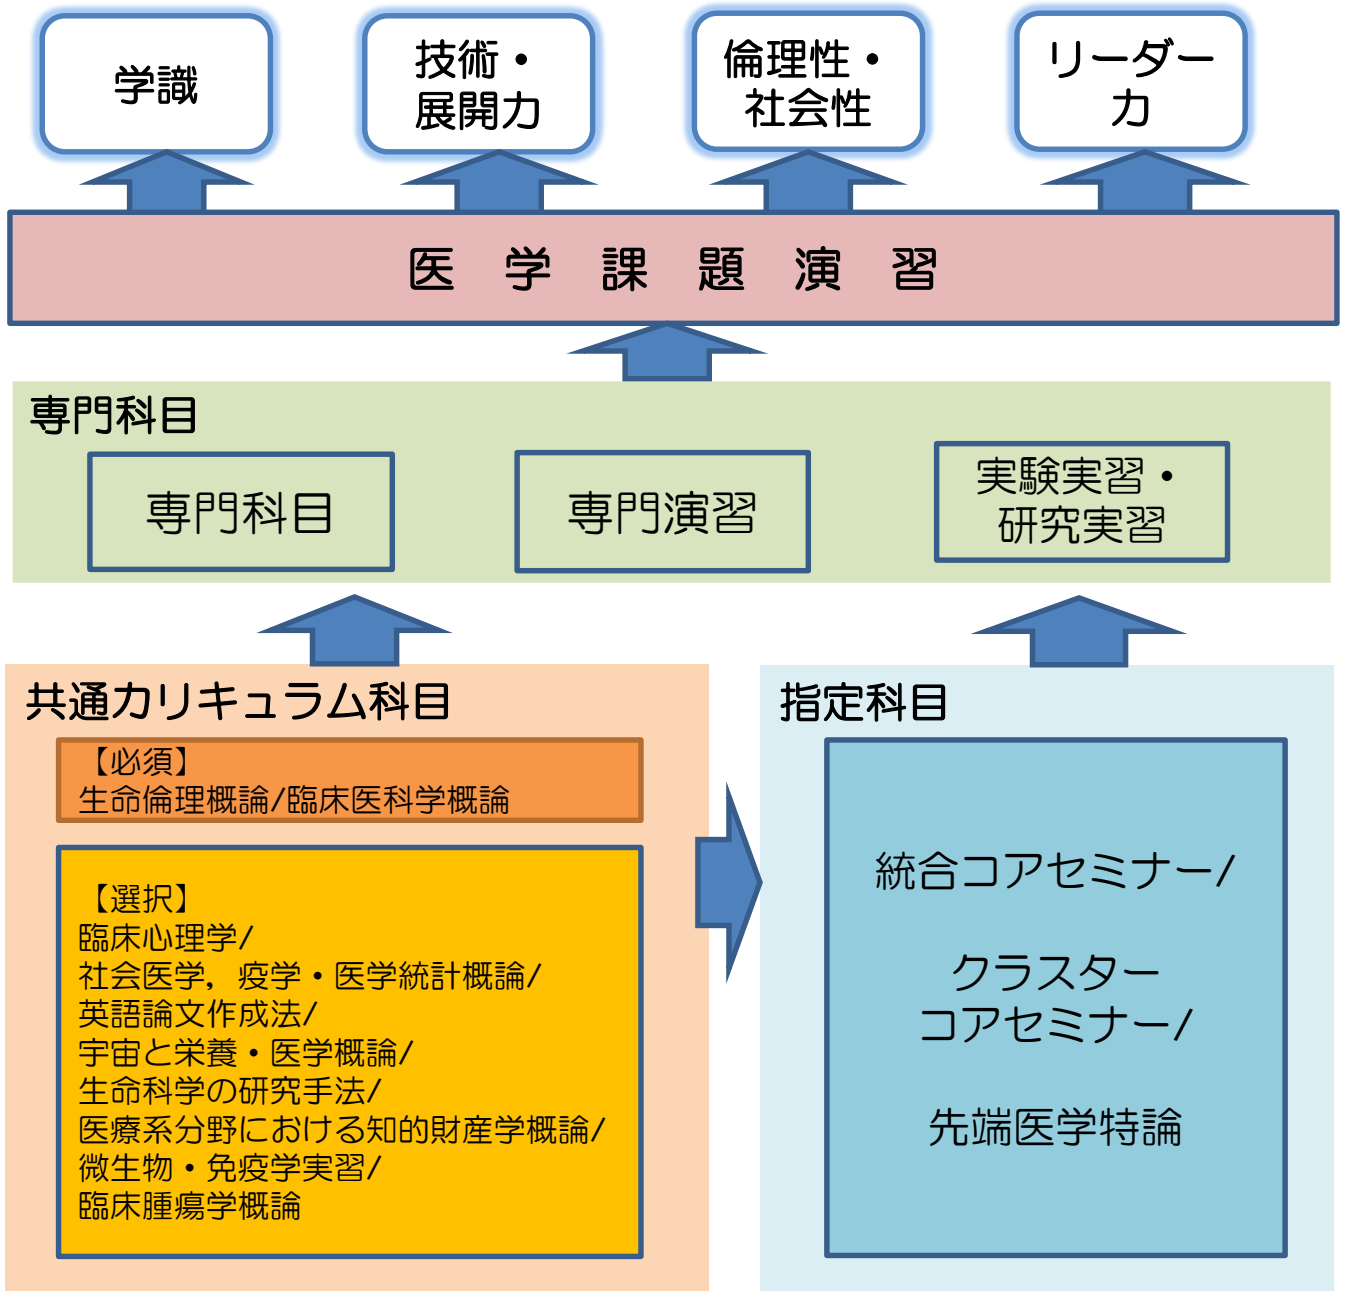 学識
技術・
展開力
倫理性・
社会性
リーダー
力
医 学 課 題 演 習
専門科目
専門科目
専門演習
実験実習・
研究実習
共通カリキュラム科目
【必須】
生命倫理概論/臨床医科学概論
【選択】
臨床心理学/
社会医学，疫学・医学統計概論/
英語論文作成法/
宇宙と栄養・医学概論/
生命科学の研究手法/
医療系分野における知的財産学概論/
微生物・免疫学実習/
臨床腫瘍学概論
指定科目
統合コアセミナー/
クラスター
コアセミナー/
先端医学特論